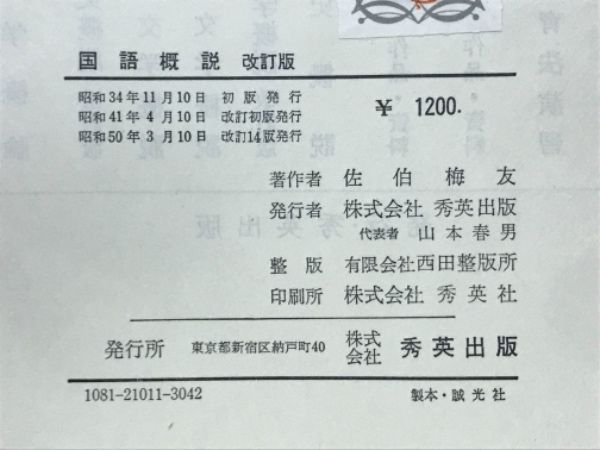 国語概説 改訂版
昭和34年11月10日 初版発行
昭和41年4月10日 改訂初版発行
昭和50年3月10日 改訂14版発行
¥ 1200.
著作者 佐伯梅友
発行者 株式会社 秀英出版
代表者 山本春男
整版 有限会社西田整版所
印刷所 株式会社 秀英社
発行所 東京都新宿区納戸町40 株式会社 秀英出版
1081-21011-3042 製本・誠光社